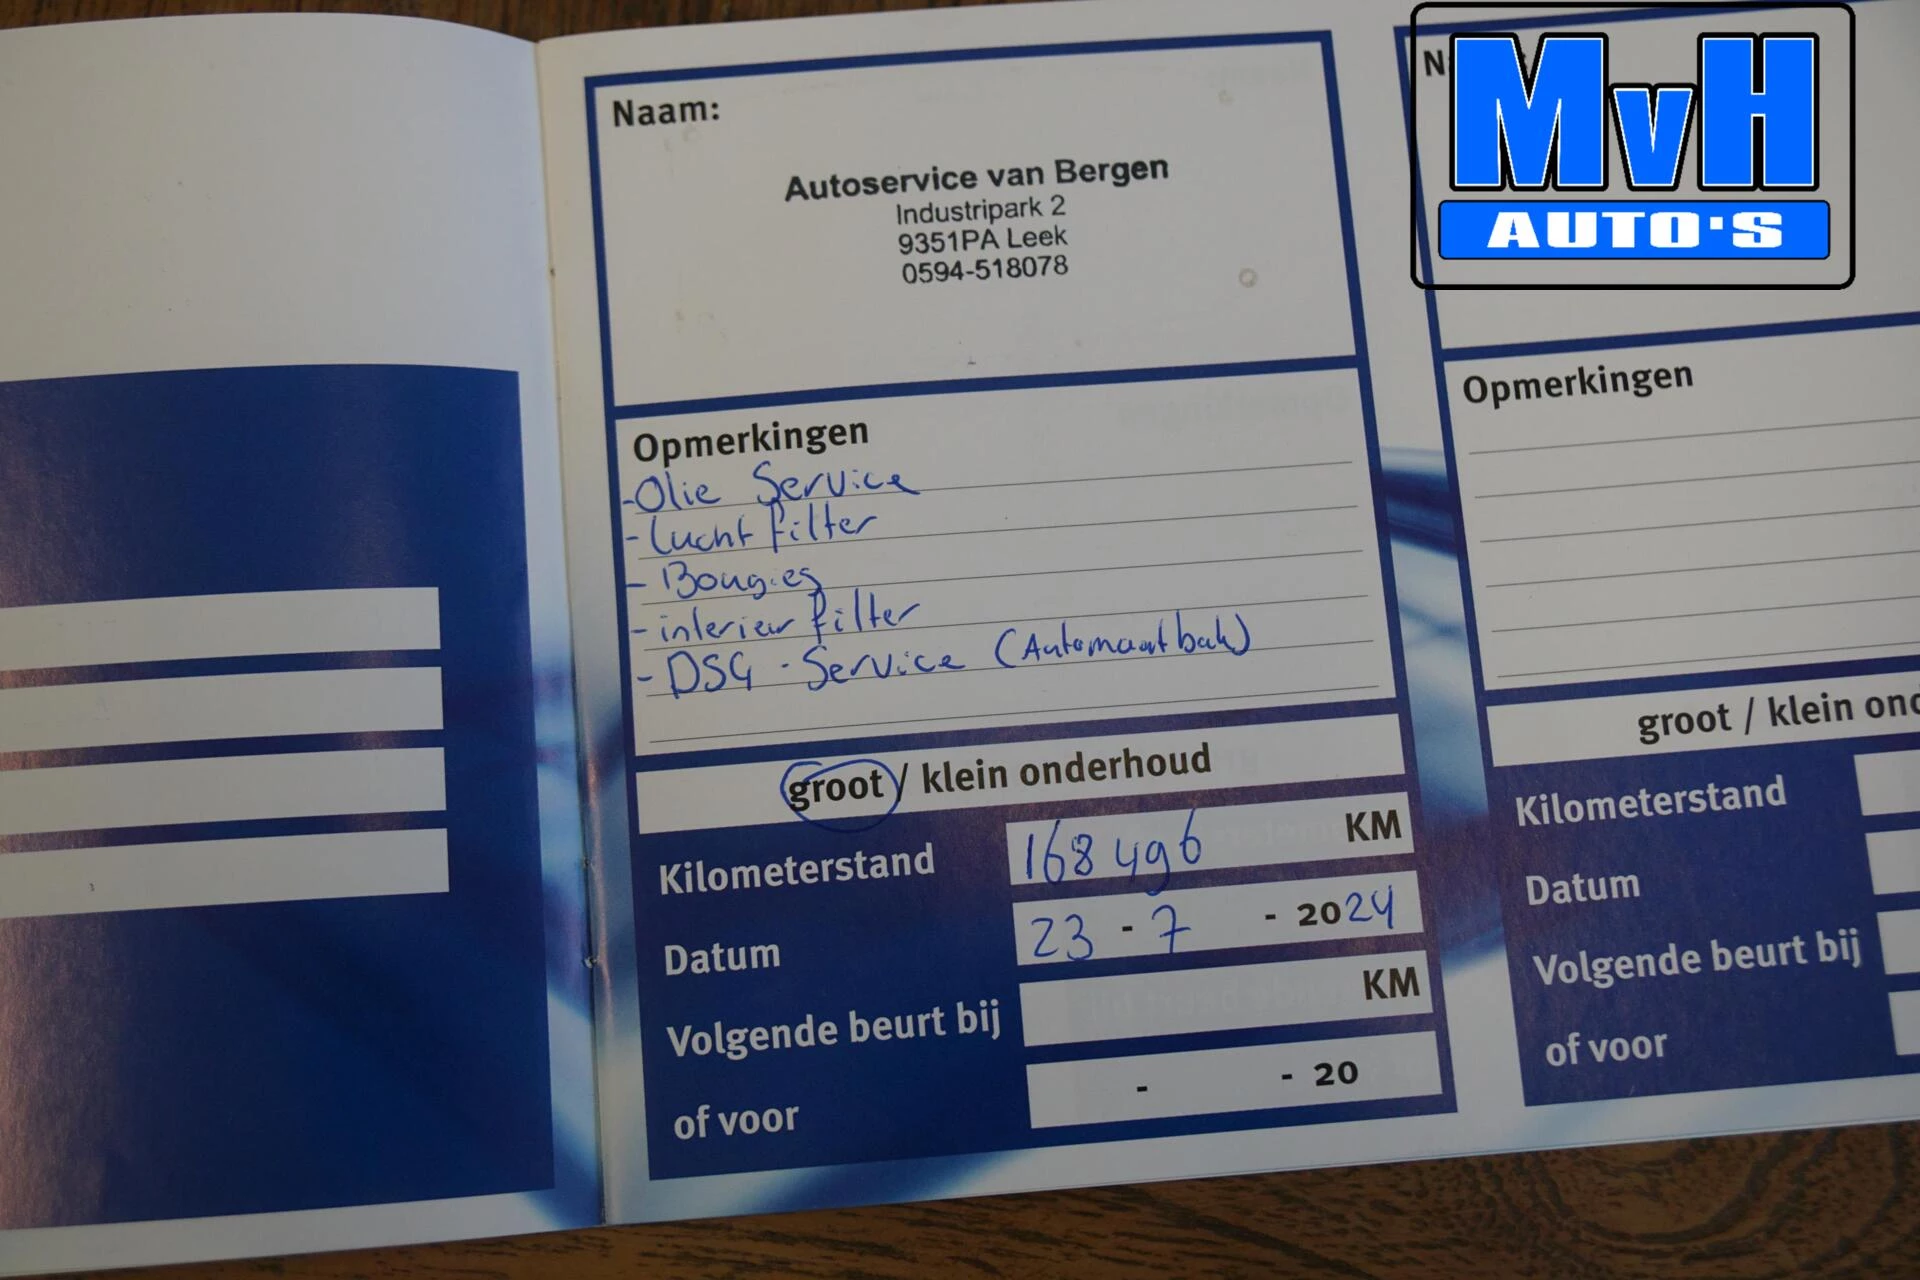 Naam:
Autoservice van Bergen
Industripark 2
9351PA Leek
0594-518078
Opmerkingen
-Olie Service
- Lucht filter
- Bougies
- interieur filter
- DSG - Service (Automaatbak)
groot / klein onderhoud
Kilometerstand 168496 KM
Datum 23 - 7 - 2024
Volgende beurt bij KM
of voor - - 20
MvH
AUTO'S
Opmerkingen
groot / klein
Kilometerstand
Datum
Volgende beurt bij
of voor